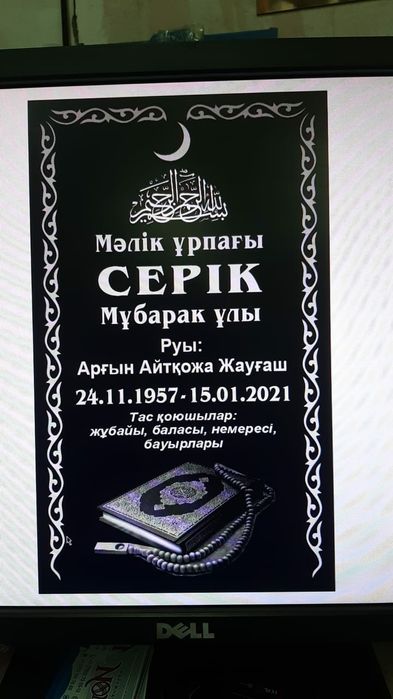 بسم الله الرحمن الرحيم
Мәлік ұрпағы
СЕРІК
Мұбарак ұлы
Руы:
Арғын Айтқожа Жауғаш
24.11.1957-15.01.2021
Тас қоюшылар:
жұбайы, баласы, немересі,
бауырлары
DELL